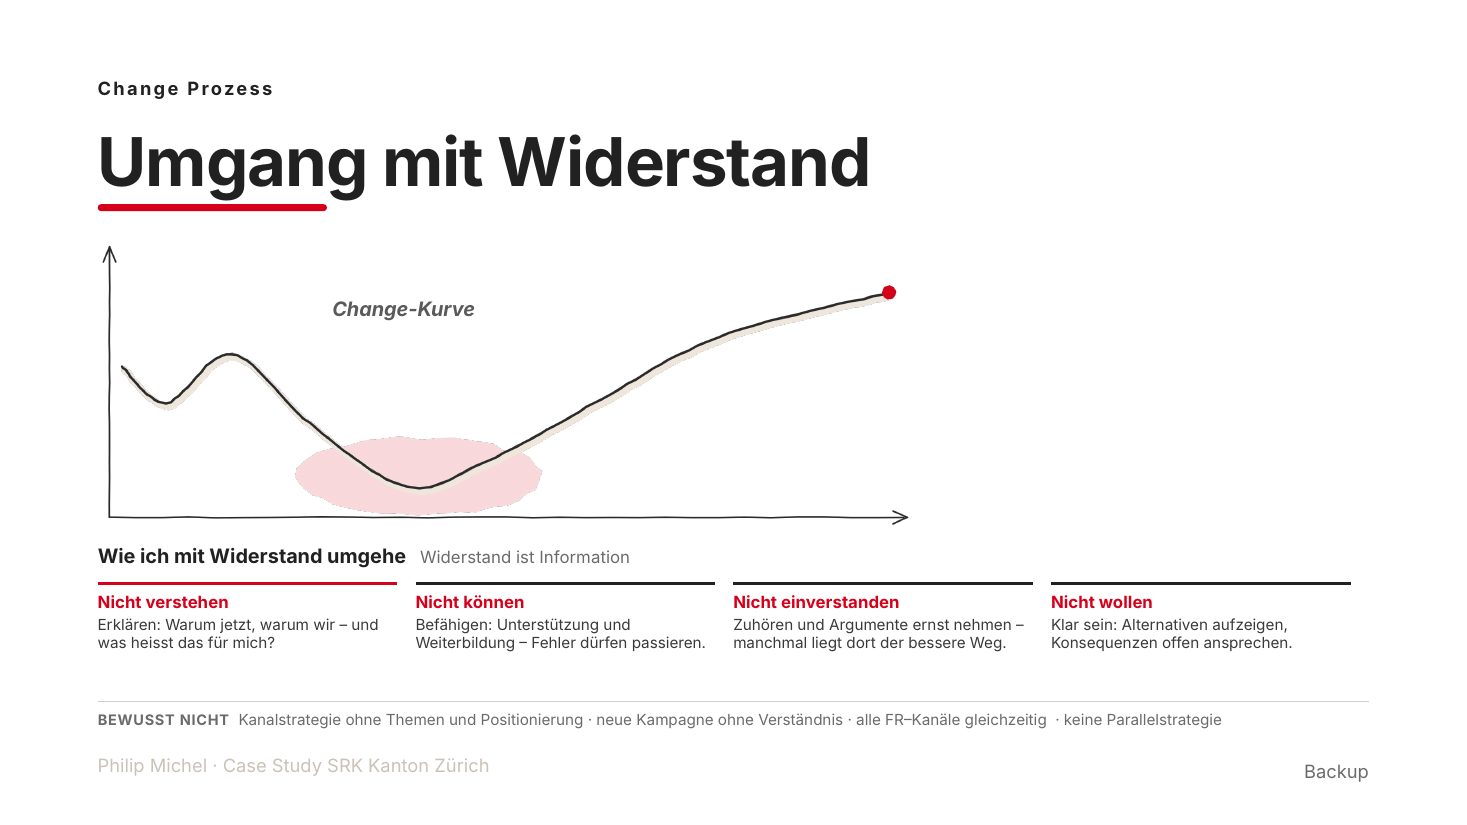 Change Prozess
Umgang mit Widerstand
Change-Kurve
Wie ich mit Widerstand umgehe Widerstand ist Information
Nicht verstehen
Erklären: Warum jetzt, warum wir – und
was heisst das für mich?
Nicht können
Befähigen: Unterstützung und
Weiterbildung – Fehler dürfen passieren.
Nicht einverstanden
Zuhören und Argumente ernst nehmen –
manchmal liegt dort der bessere Weg.
Nicht wollen
Klar sein: Alternativen aufzeigen,
Konsequenzen offen ansprechen.
BEWUSST NICHT Kanalstrategie ohne Themen und Positionierung · neue Kampagne ohne Verständnis · alle FR–Kanäle gleichzeitig · keine Parallelstrategie
Philip Michel · Case Study SRK Kanton Zürich
Backup